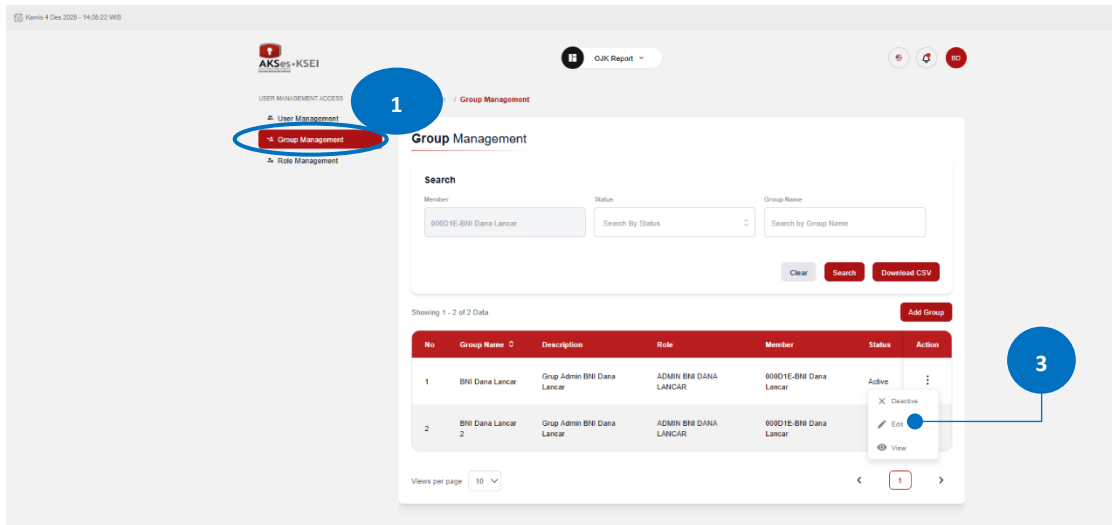 Kamis 4 Des 2025 - 14:05:22 WIB
AKSes•KSEI
OJK Report
BD
USER MANAGEMENT ACCESS
1
/ Group Management
User Management
Group Management
Role Management
Group Management
Search
Member
Status
Group Name
000D1E-BNI Dana Lancar
Search By Status
Search by Group Name
Clear
Search
Download CSV
Showing 1 - 2 of 2 Data
Add Group
No
Group Name
Description
Role
Member
Status
Action
1
BNI Dana Lancar
Grup Admin BNI Dana
Lancar
ADMIN BNI DANA
LANCAR
000D1E-BNI Dana
Lancar
Active
Deactive
Edit
View
3
2
BNI Dana Lancar
2
Grup Admin BNI Dana
Lancar
ADMIN BNI DANA
LANCAR
000D1E-BNI Dana
Lancar
Views per page
10
1